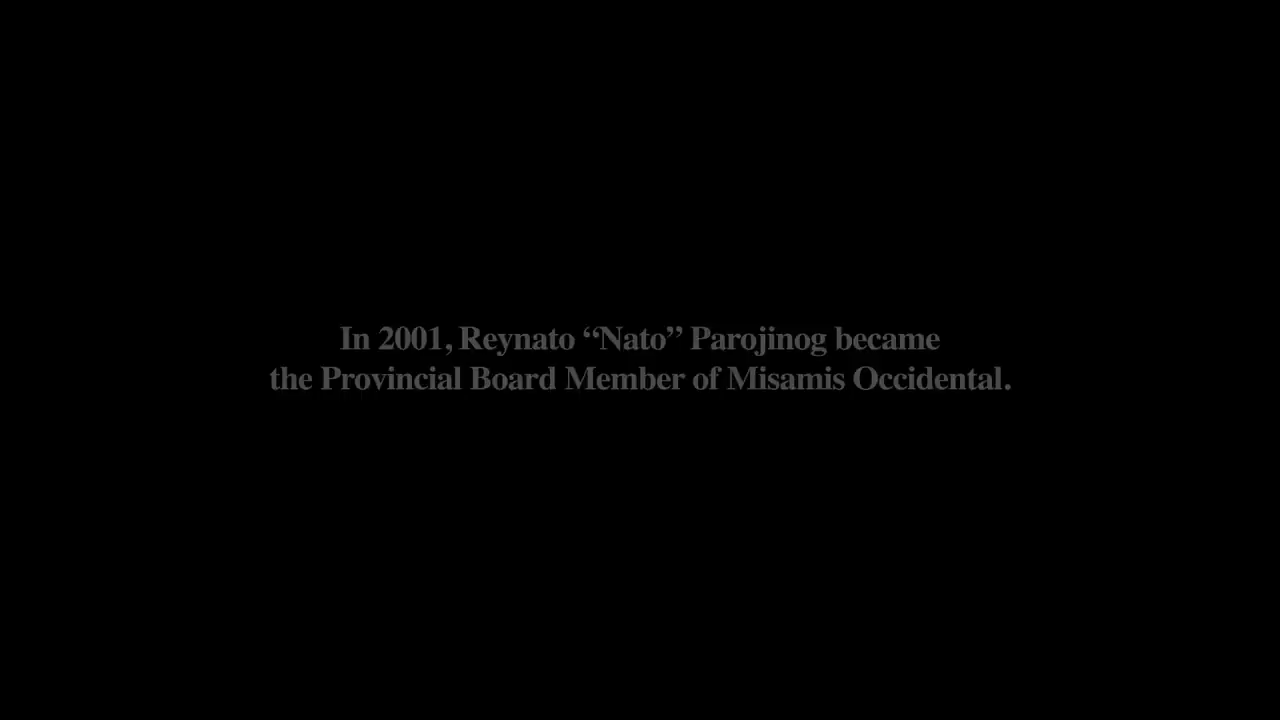 In 2001, Reynato “Nato” Parojinog became
the Provincial Board Member of Misamis Occidental.